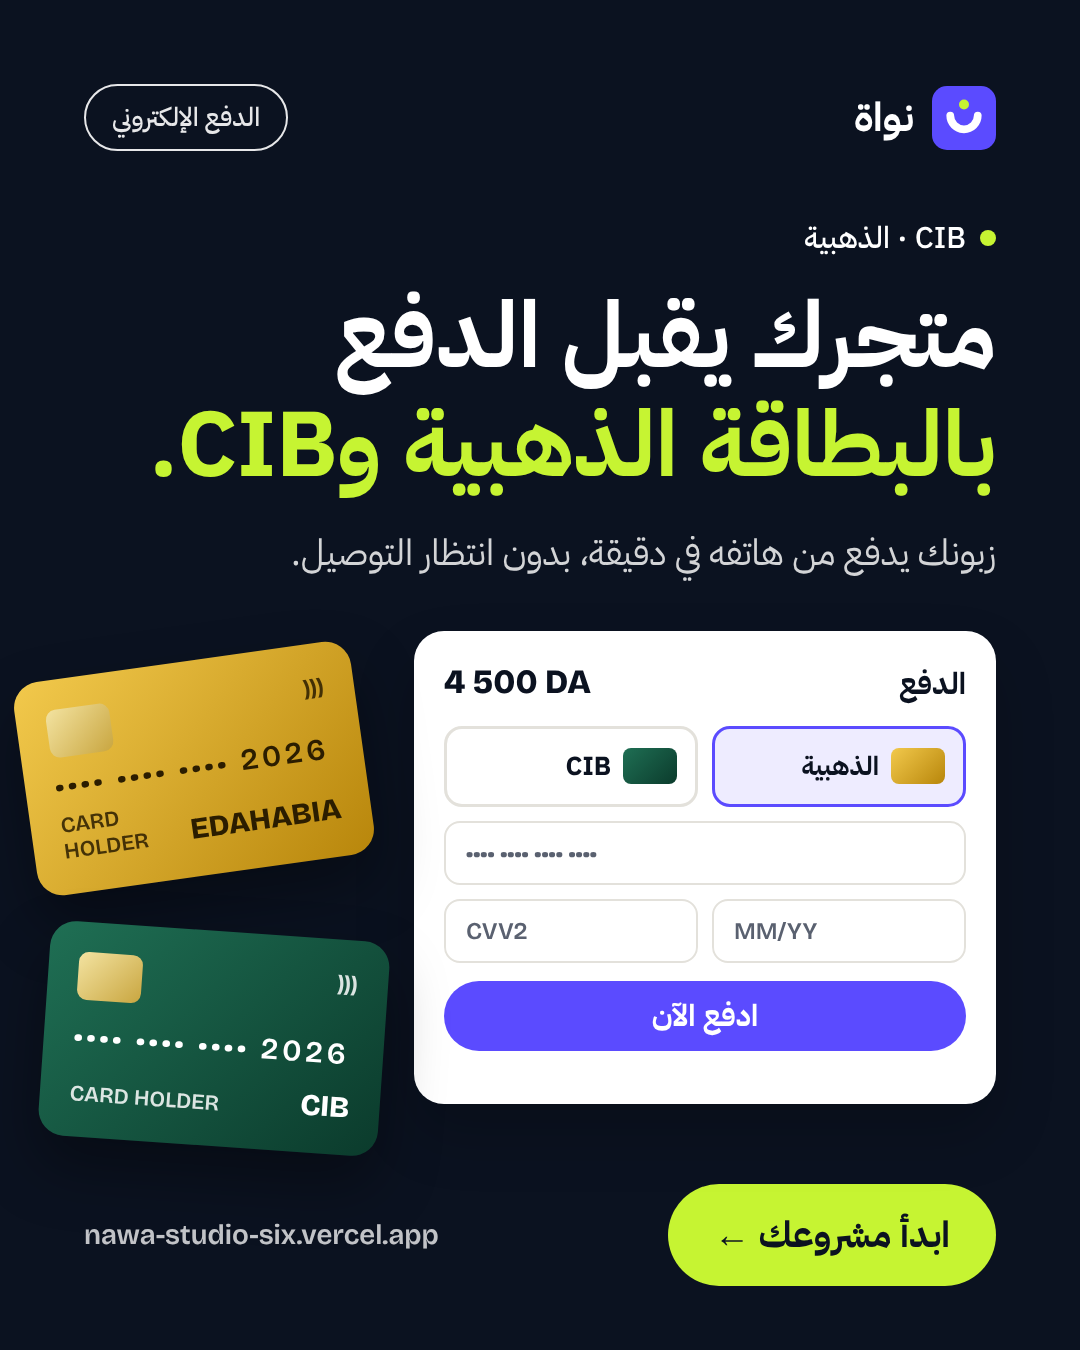 نواة
الدفع الإلكتروني
CIB · الذهبية
متجرك يقبل الدفع
بالبطاقة الذهبية وCIB.
زبونك يدفع من هاتفه في دقيقة، بدون انتظار التوصيل.
الدفع
4 500 DA
الذهبية
CIB
•••• •••• •••• ••••
MM/YY
CVV2
ادفع الآن
)))
•••• •••• •••• 2026
CARD HOLDER
EDAHABIA
)))
•••• •••• •••• 2026
CARD HOLDER
CIB
ابدأ مشروعك ←
nawa-studio-six.vercel.app